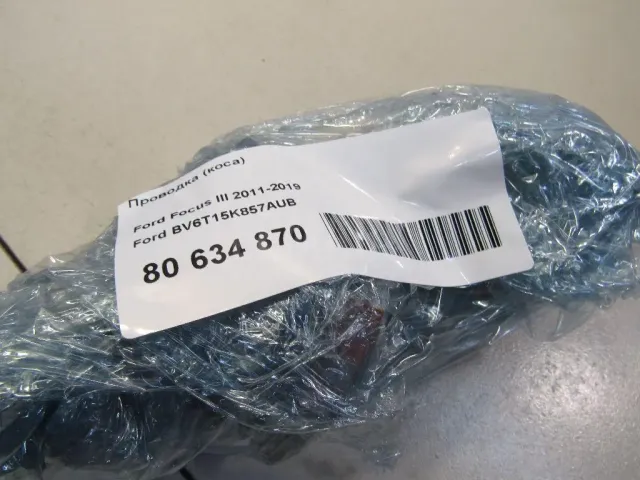 Проводка (коса)
Ford Focus III 2011-2019
Ford BV6T15K857AUB
80 634 870